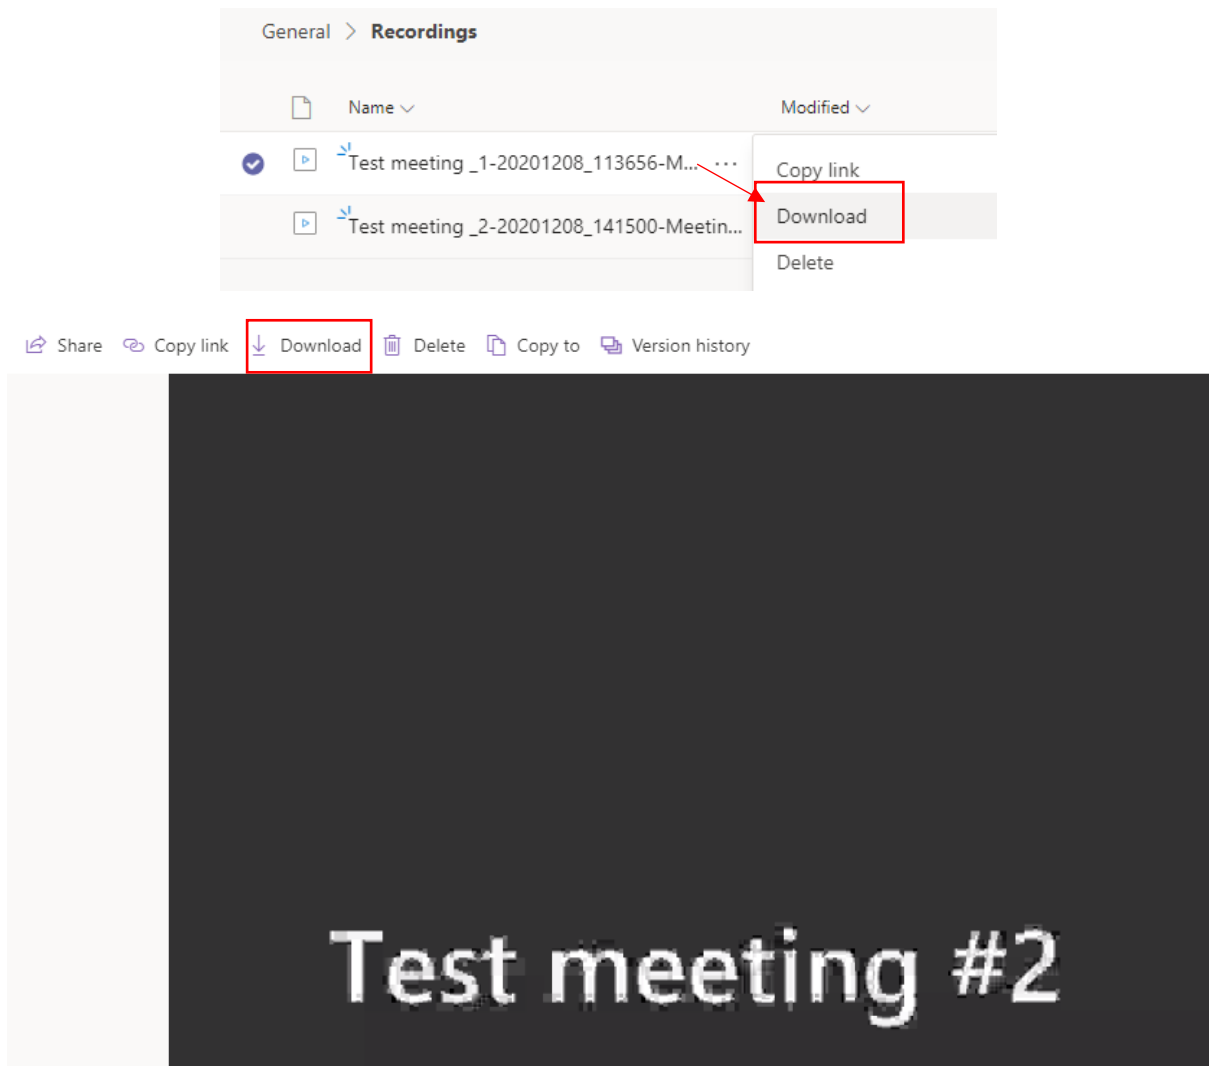 General > Recordings
Name Modified
Test meeting _1-20201208_113656-M... ... Copy link
Download
Test meeting _2-20201208_141500-Meetin...
Delete
Share Copy link Download Delete Copy to Version history
Test meeting #2